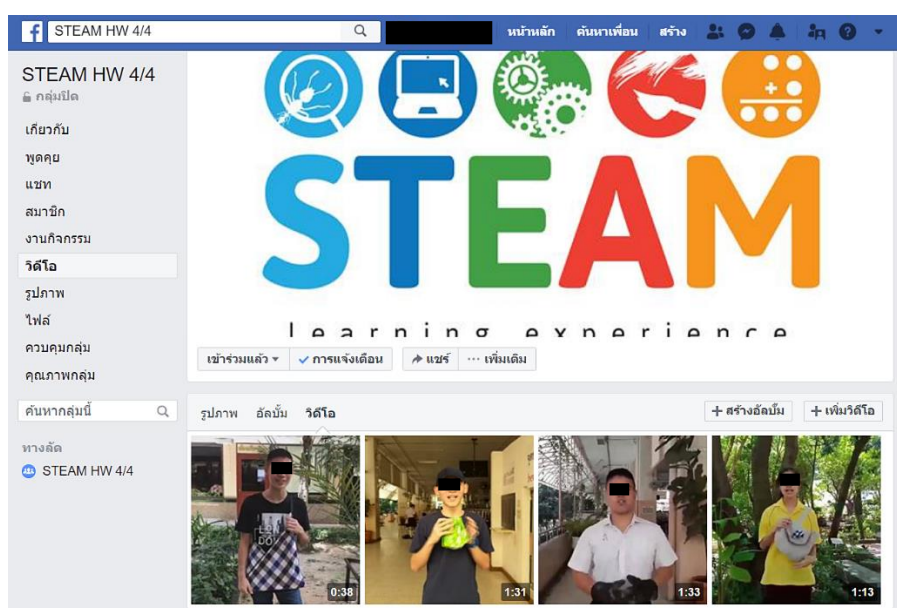 STEAM HW 4/4
หน้าหลัก ค้นหาเพื่อน สร้าง
STEAM HW 4/4
กลุ่มปิด
เกี่ยวกับ
พูดคุย
แชท
สมาชิก
งานกิจกรรม
วิดีโอ
รูปภาพ
ไฟล์
ควบคุมกลุ่ม
คุณภาพกลุ่ม
ค้นหากลุ่มนี้
ทางลัด
STEAM HW 4/4
STEAM
learning experience
เข้าร่วมแล้ว การแจ้งเตือน แชร์ ··· เพิ่มเติม
รูปภาพ อัลบั้ม วิดีโอ + สร้างอัลบั้ม + เพิ่มวิดีโอ
0:38 1:31 1:33 1:13